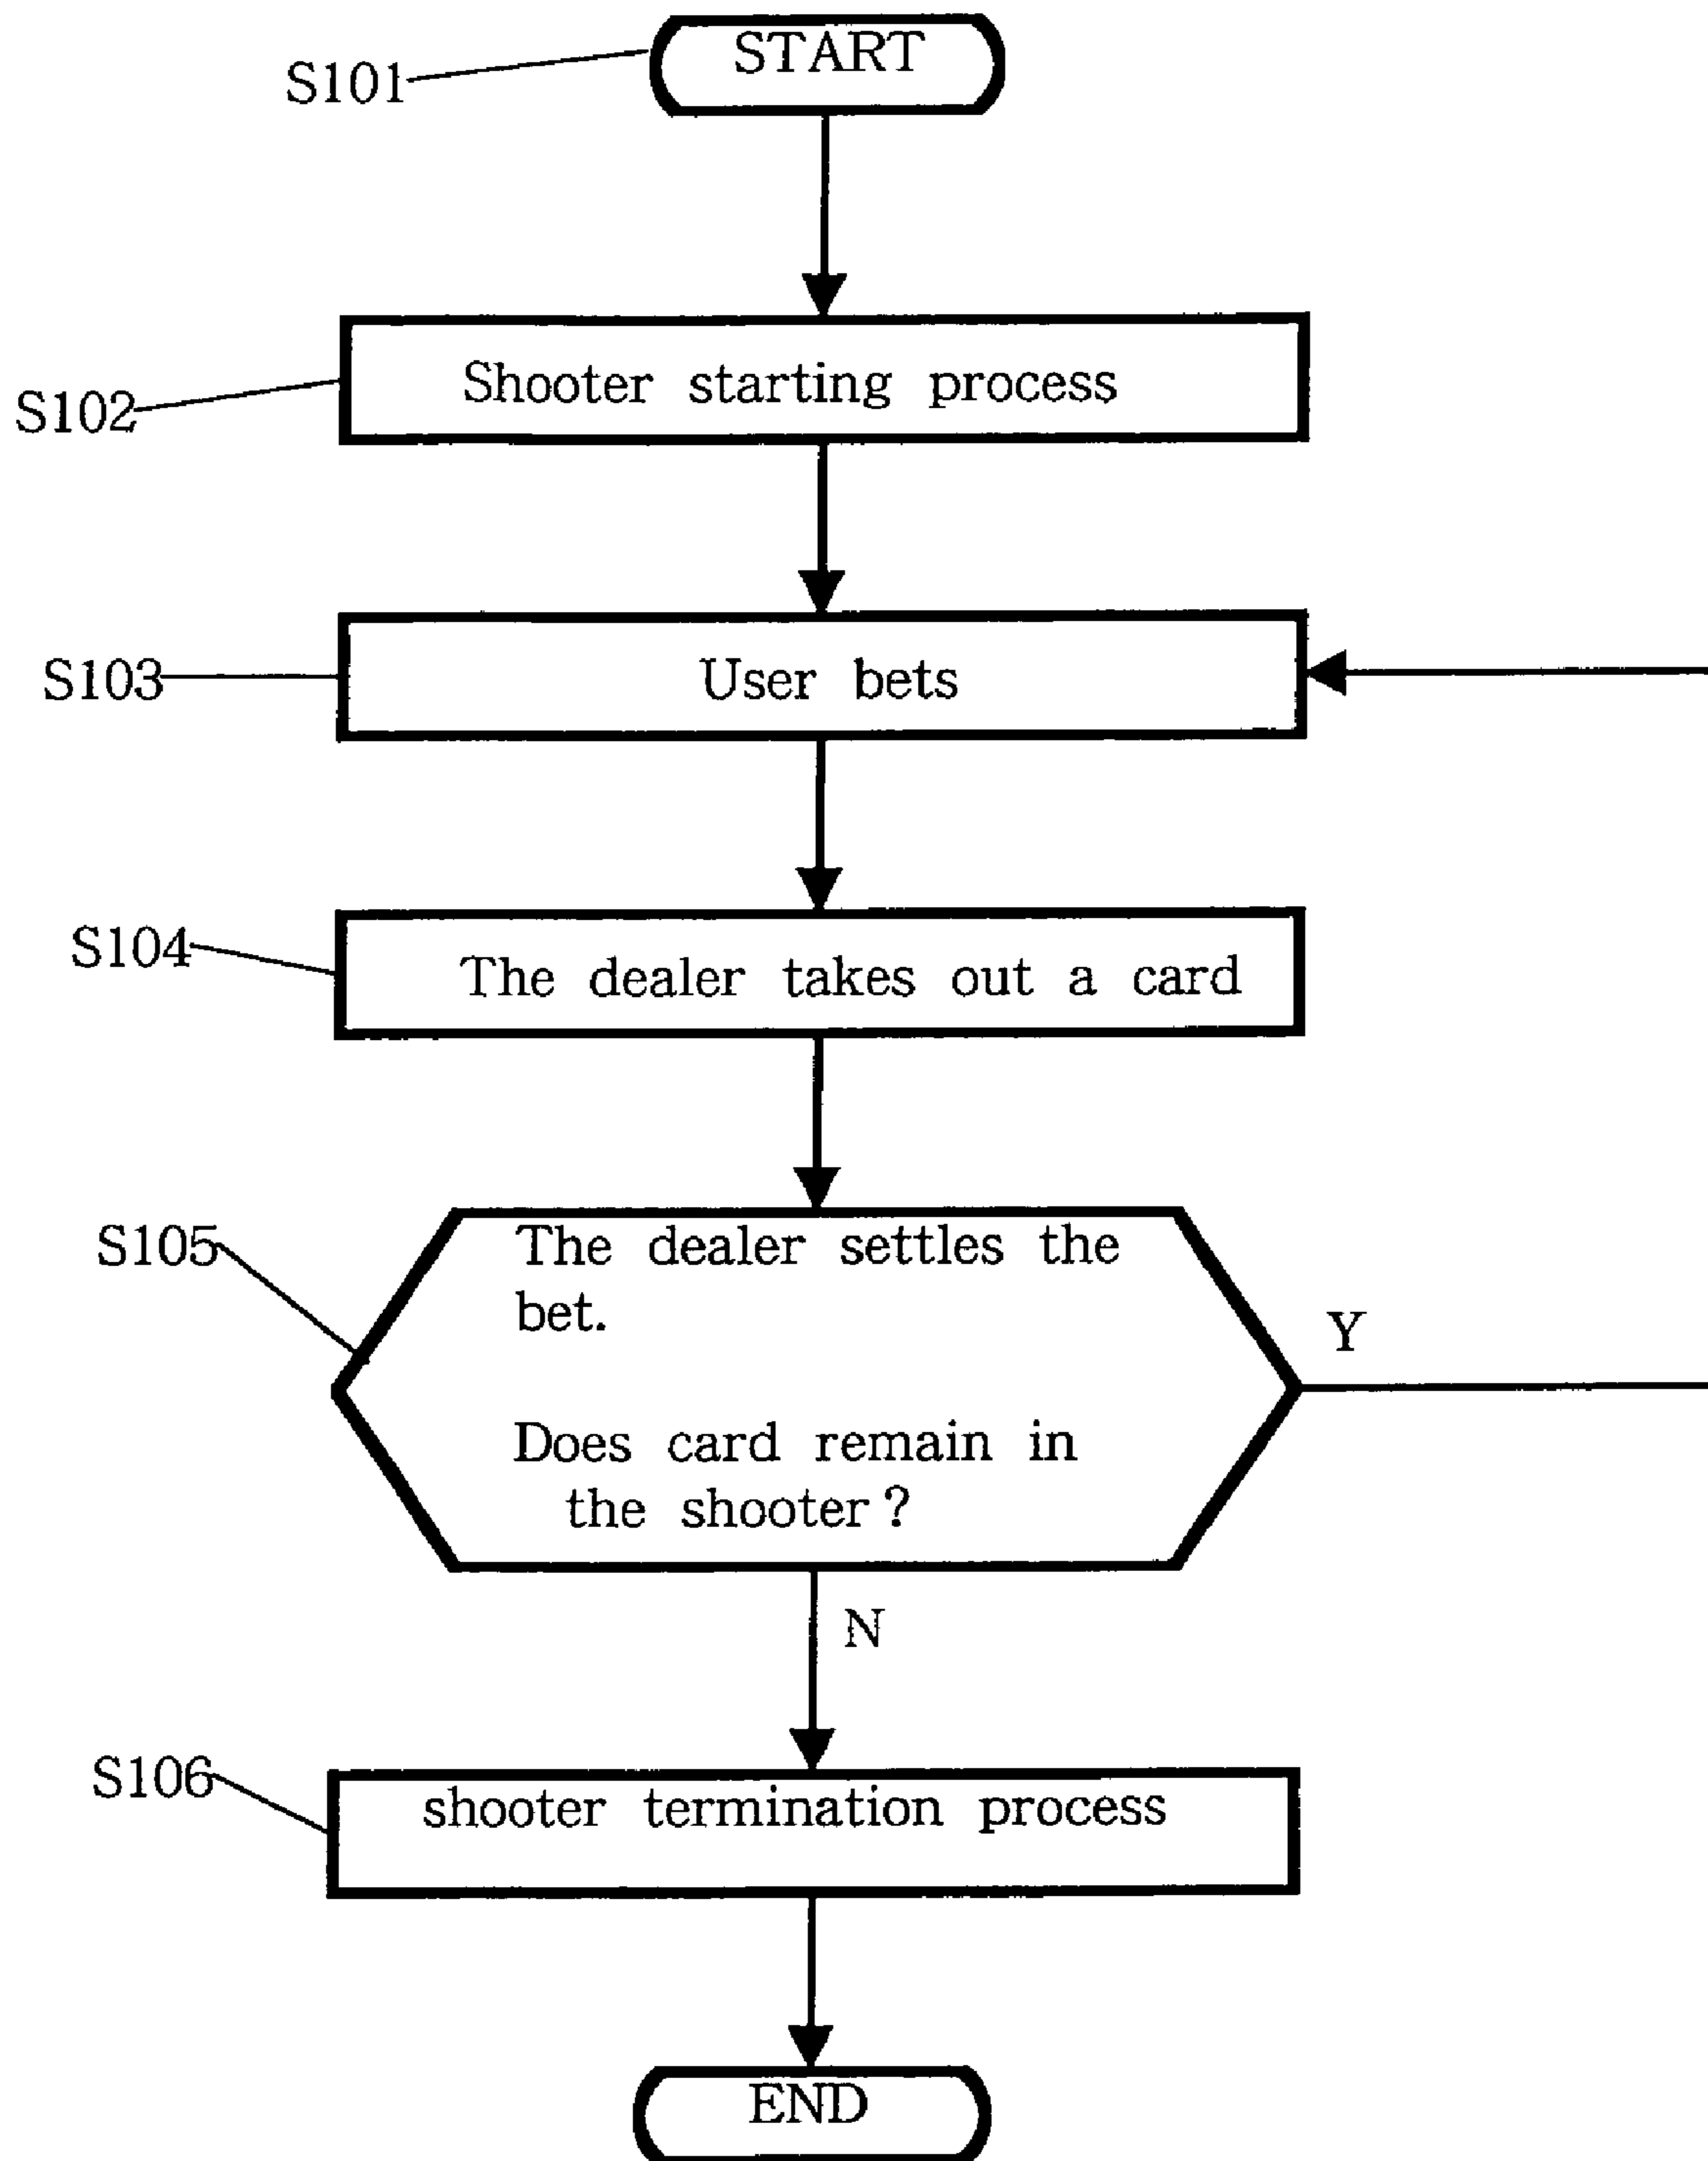 START
S101
Shooter starting process
S102
User bets
S103
S104
The dealer takes out a card
S105
The dealer settles the
bet.
Y
Does card remain in
the shooter?
N
S106
shooter termination process
END